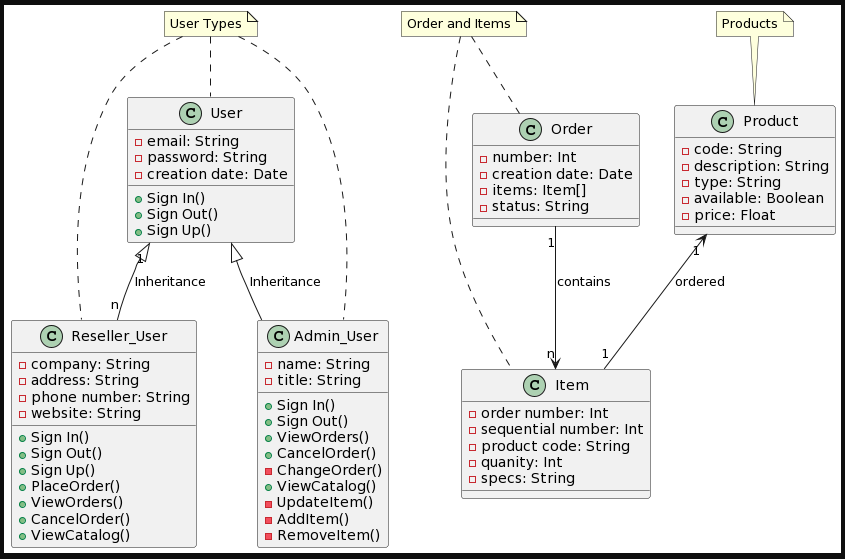 User Types
Order and Items
Products
C User
email: String
password: String
creation date: Date
Sign In()
Sign Out()
Sign Up()
C Order
number: Int
creation date: Date
items: Item[]
status: String
C Product
code: String
description: String
type: String
available: Boolean
price: Float
1
Inheritance
n
Inheritance
1
contains
n
1
ordered
1
C Reseller_User
company: String
address: String
phone number: String
website: String
Sign In()
Sign Out()
Sign Up()
PlaceOrder()
ViewOrders()
CancelOrder()
ViewCatalog()
C Admin_User
name: String
title: String
Sign In()
Sign Out()
ViewOrders()
CancelOrder()
ChangeOrder()
ViewCatalog()
UpdateItem()
AddItem()
RemoveItem()
C Item
order number: Int
sequential number: Int
product code: String
quanity: Int
specs: String